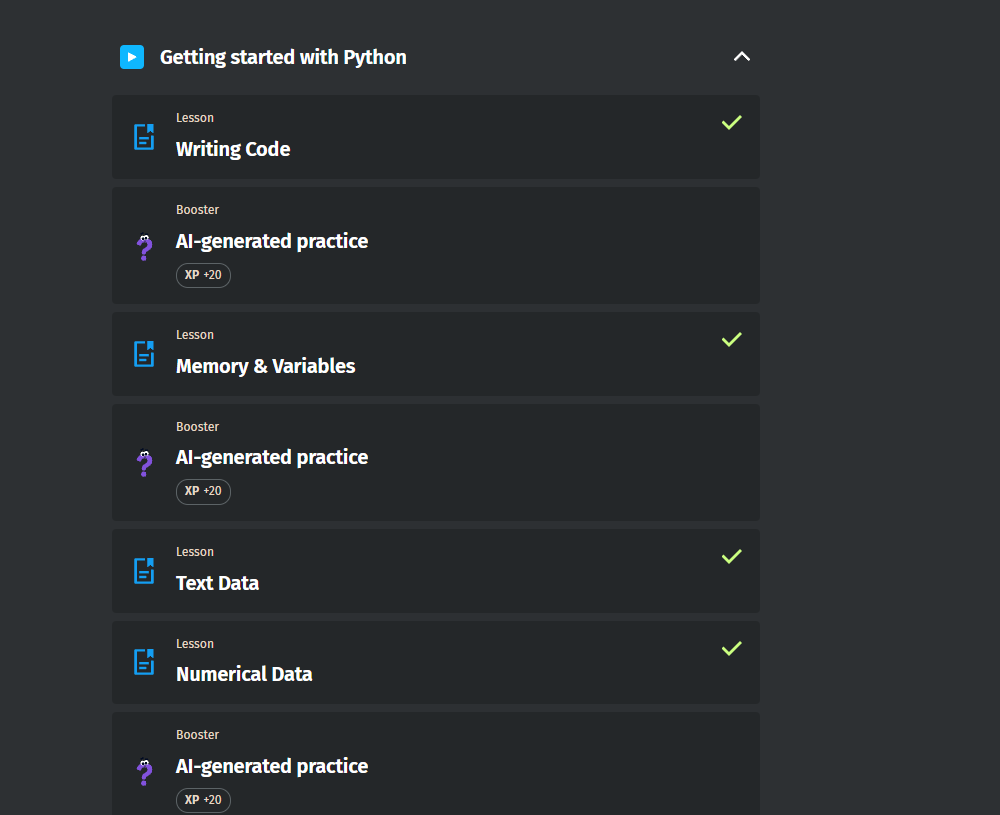 Getting started with Python
Lesson
Writing Code
Booster
AI-generated practice
XP +20
Lesson
Memory & Variables
Booster
AI-generated practice
XP +20
Lesson
Text Data
Lesson
Numerical Data
Booster
AI-generated practice
XP +20